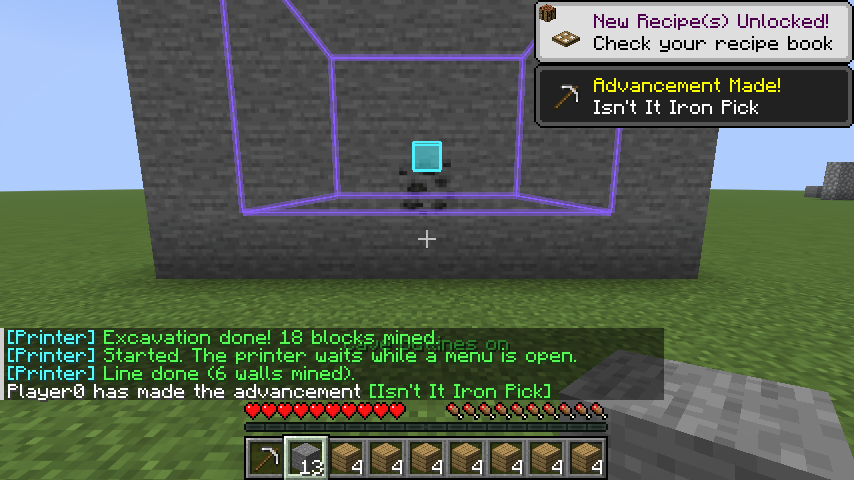 New Recipe(s) Unlocked!
Check your recipe book
Advancement Made!
Isn't It Iron Pick
[Printer] Excavation done! 18 blocks mined.
[Printer] Started. The printer waits while a menu is open.
[Printer] Line done (6 walls mined).
Player0 has made the advancement [Isn't It Iron Pick]
13 4 4 4 4 4 4 4